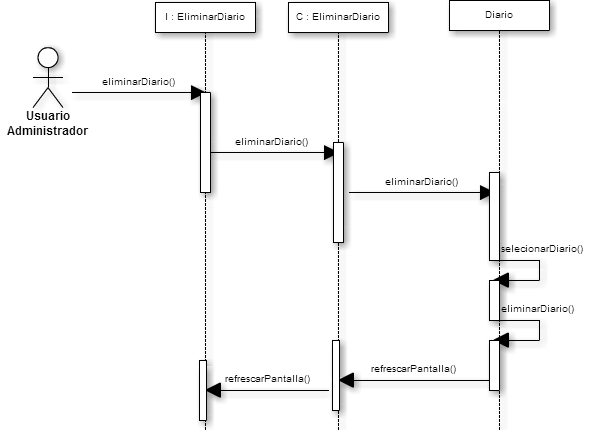 I : EliminarDiario
C : EliminarDiario
Diario
eliminarDiario()
Usuario
Administrador
eliminarDiario()
eliminarDiario()
selecionarDiario()
eliminarDiario()
refrescarPantalla()
refrescarPantalla()